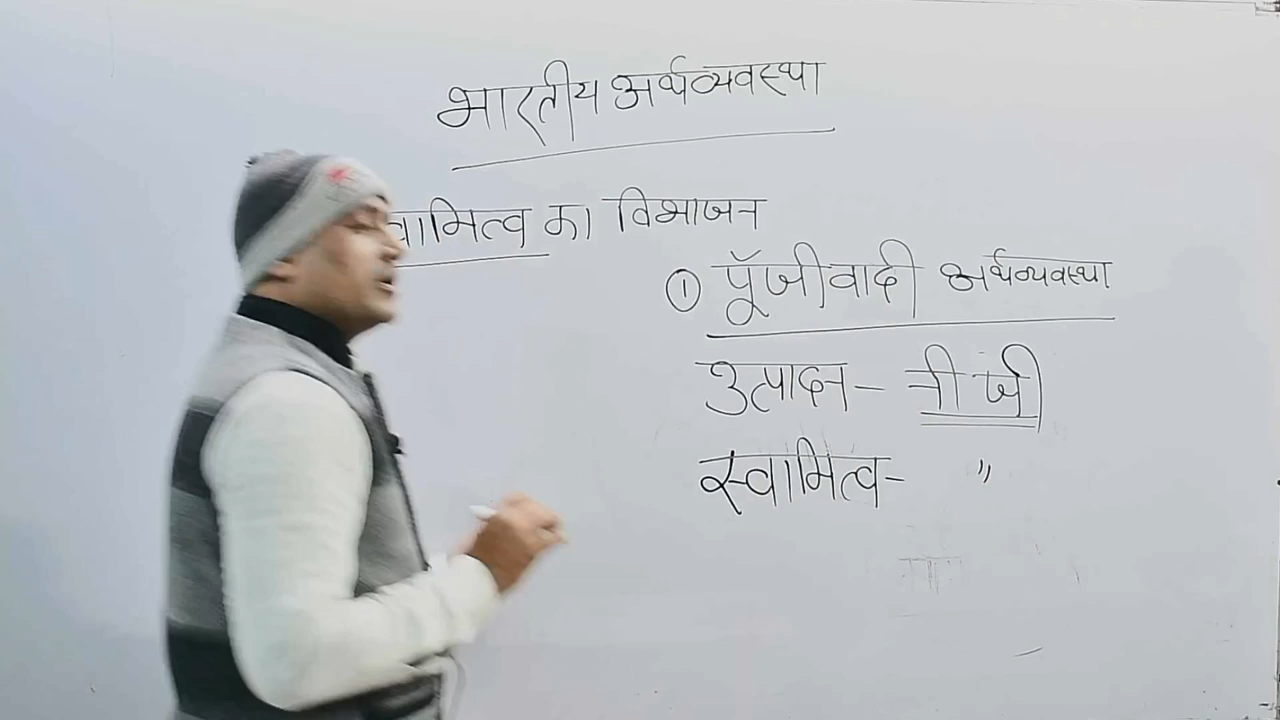 भारतीय अर्थव्यवस्था
वामित्व का विभाजन
① पूँजीवादी अर्थव्यवस्था
उत्पादन - नीजी
स्वामित्व - "